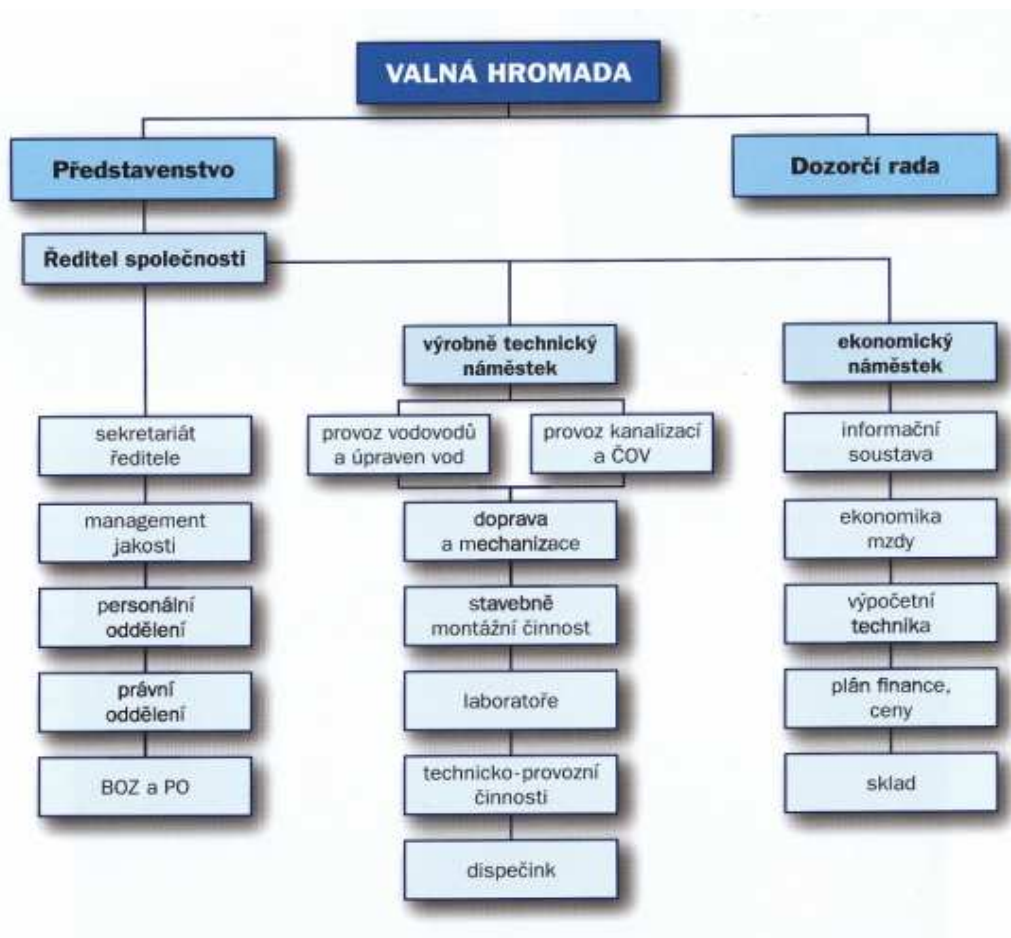 VALNÁ HROMADA
Představenstvo
Dozorčí rada
Ředitel společnosti
výrobně technický
náměstek
ekonomický
náměstek
sekretariát
ředitele
provoz vodovodů
a úpraven vod
provoz kanalizací
a ČOV
informační
soustava
management
jakosti
doprava
a mechanizace
ekonomika
mzdy
personální
oddělení
stavebně
montážní činnost
výpočetní
technika
právní
oddělení
laboratoře
plán finance,
ceny
BOZ a PO
technicko-provozní
činnosti
sklad
dispečink